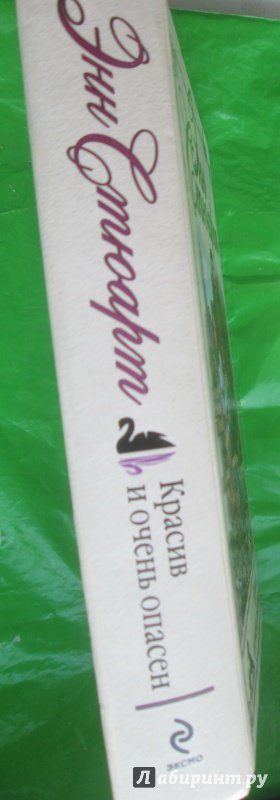 Энн Стюарт
Красив
и очень опасен
эксмо
Лабиринт.ру